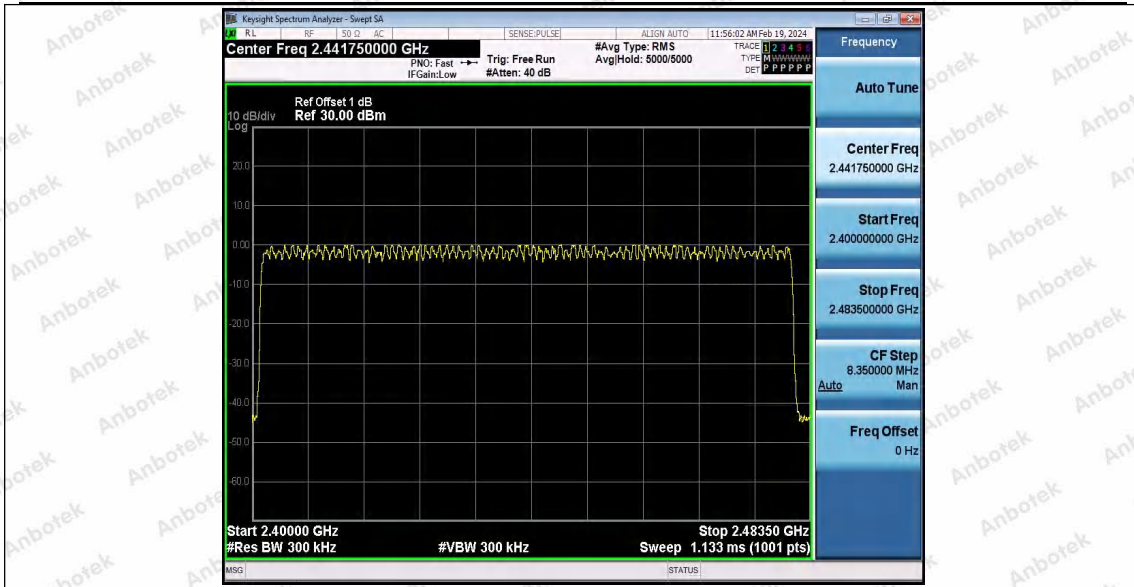 Keysight Spectrum Analyzer - Swept SA
LXI RL RF 50 Ω AC SENSE:PULSE ALIGN AUTO 11:56:02 AM Feb 19, 2024
Center Freq 2.441750000 GHz
PNO: Fast
IFGain:Low
Trig: Free Run
#Atten: 40 dB
#Avg Type: RMS
Avg|Hold: 5000/5000
TRACE 1 2 3 4 5 6
TYPE M W W W W W
DET P P P P P P
Ref Offset 1 dB
10 dB/div Ref 30.00 dBm
Log
20.0
10.0
0.00
-10.0
-20.0
-30.0
-40.0
-50.0
-60.0
Start 2.40000 GHz Stop 2.48350 GHz
#Res BW 300 kHz #VBW 300 kHz Sweep 1.133 ms (1001 pts)
MSG STATUS
Frequency
Auto Tune
Center Freq
2.441750000 GHz
Start Freq
2.400000000 GHz
Stop Freq
2.483500000 GHz
CF Step
8.350000 MHz
Auto Man
Freq Offset
0 Hz
Anbotek